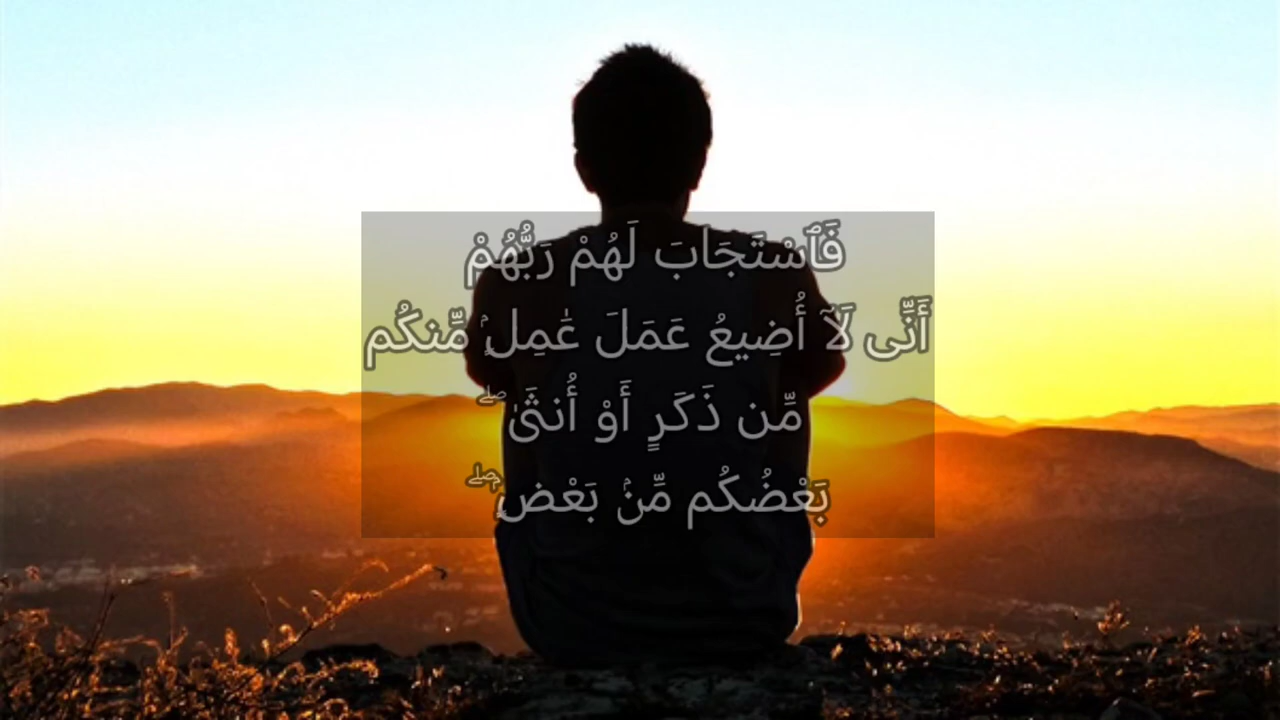 فَٱسْتَجَابَ لَهُمْ رَبُّهُمْ
أَنِّى لَآ أُضِيعُ عَمَلَ عَـٰمِلٍۢ مِّنكُم
مِّن ذَكَرٍ أَوْ أُنثَىٰ ۖ
بَعْضُكُم مِّنۢ بَعْضٍۢ ۖ